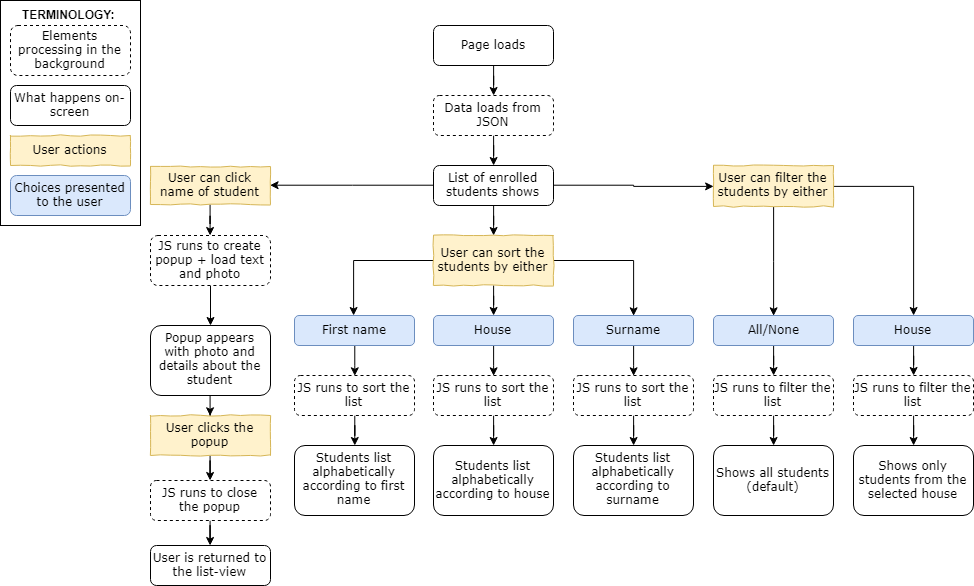 TERMINOLOGY:
Elements
processing in the
background
What happens on-
screen
User actions
Choices presented
to the user
Page loads
Data loads from
JSON
List of enrolled
students shows
User can click
name of student
JS runs to create
popup + load text
and photo
Popup appears
with photo and
details about the
student
User clicks the
popup
JS runs to close
the popup
User is returned to
the list-view
User can sort the
students by either
First name
JS runs to sort the
list
Students list
alphabetically
according to first
name
House
JS runs to sort the
list
Students list
alphabetically
according to house
Surname
JS runs to sort the
list
Students list
alphabetically
according to
surname
User can filter the
students by either
All/None
JS runs to filter the
list
Shows all students
(default)
House
JS runs to filter the
list
Shows only
students from the
selected house